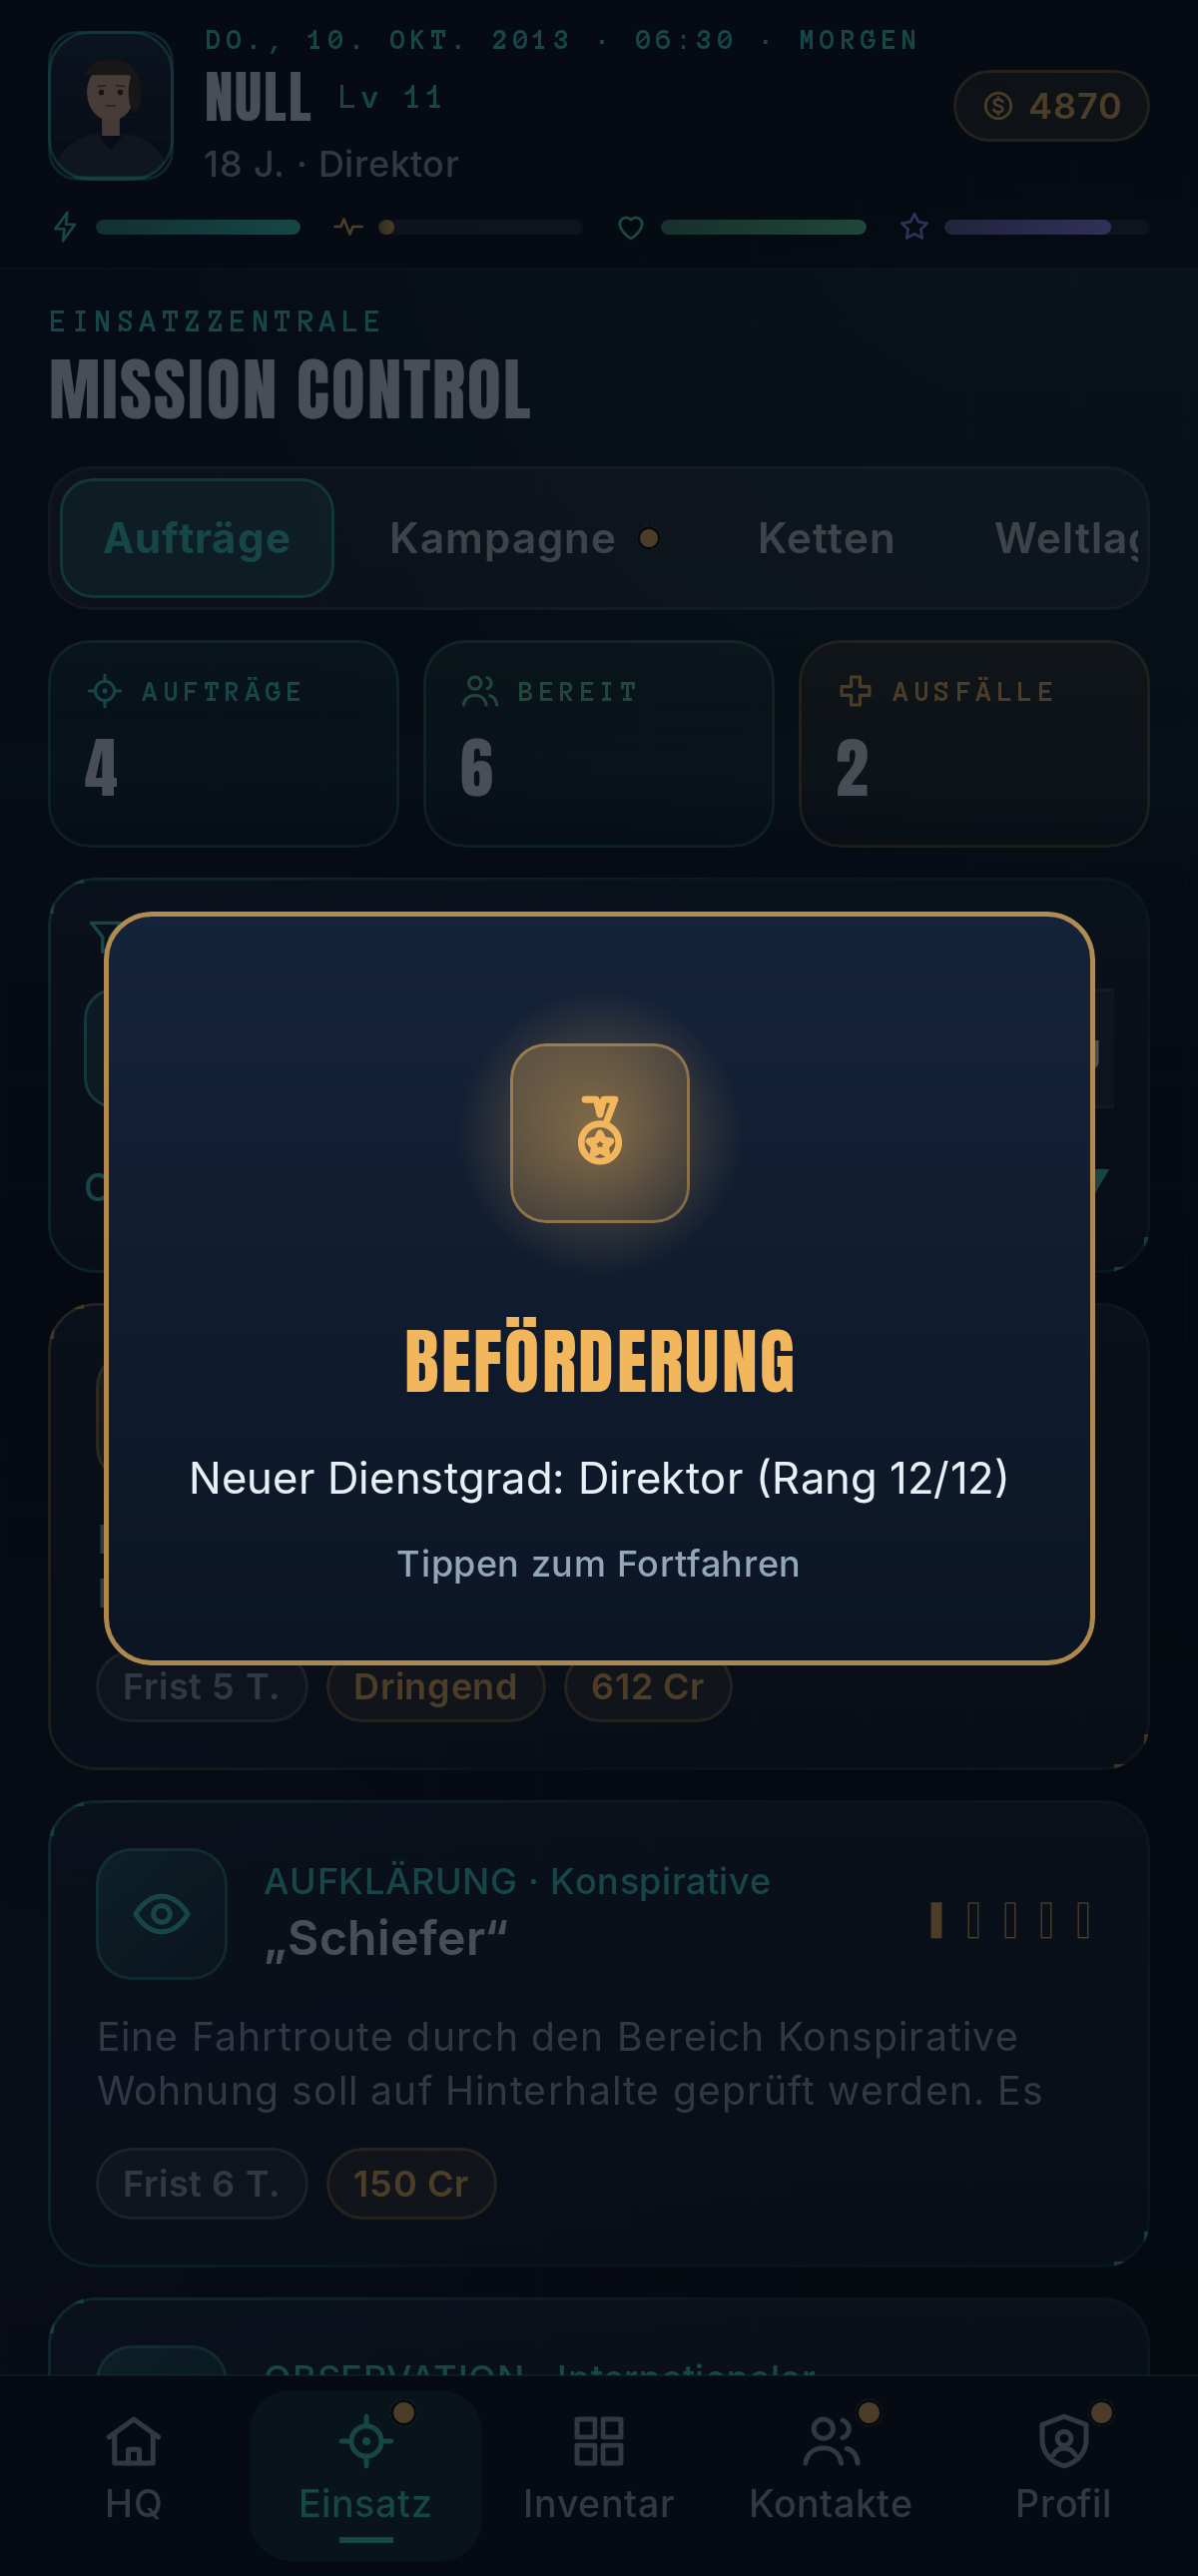 DO., 10. OKT. 2013 · 06:30 · MORGEN
NULL Lv 11
4870
18 J. · Direktor
EINSATZZENTRALE
MISSION CONTROL
Aufträge Kampagne Ketten Weltlag
AUFTRÄGE BEREIT AUSFÄLLE
4 6 2
BEFÖRDERUNG
Neuer Dienstgrad: Direktor (Rang 12/12)
Tippen zum Fortfahren
Frist 5 T. Dringend 612 Cr
AUFKLÄRUNG · Konspirative
„Schiefer“
Eine Fahrtroute durch den Bereich Konspirative
Wohnung soll auf Hinterhalte geprüft werden. Es
Frist 6 T. 150 Cr
OBSERVATION · Internationaler
HQ Einsatz Inventar Kontakte Profil